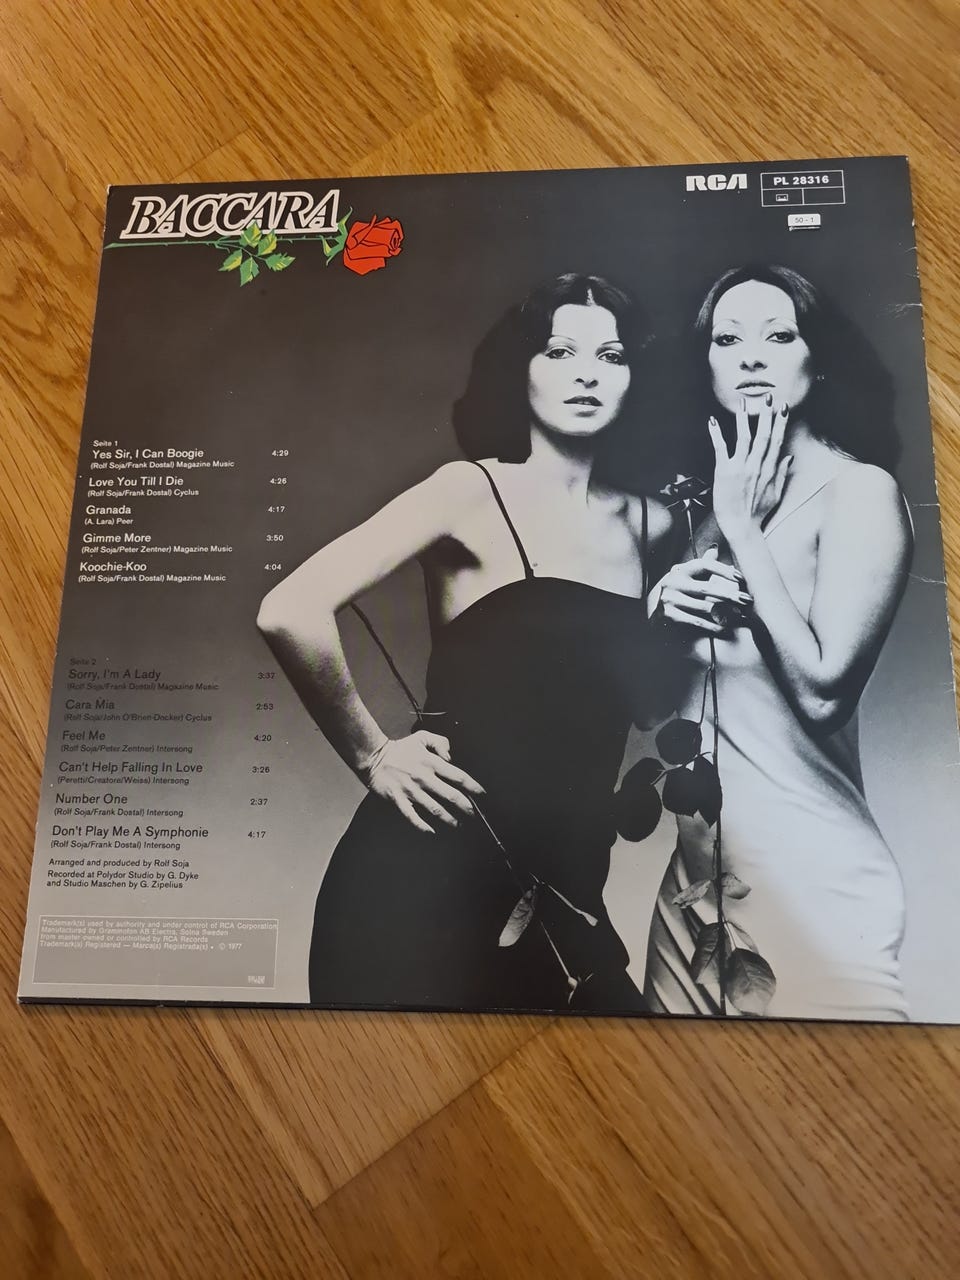 BACCARA
RCA
PL 28316
50 - 1
Seite 1
Yes Sir, I Can Boogie 4:29
(Rolf Soja/Frank Dostal) Magazine Music
Love You Till I Die 4:26
(Rolf Soja/Frank Dostal) Cyclus
Granada 4:17
(A. Lara) Peer
Gimme More 3:50
(Rolf Soja/Peter Zentner) Magazine Music
Koochie-Koo 4:04
(Rolf Soja/Frank Dostal) Magazine Music
Seite 2
Sorry, I'm A Lady 3:37
(Rolf Soja/Frank Dostal) Magazine Music
Cara Mia 2:53
(Rolf Soja/John O'Brien-Docker) Cyclus
Feel Me 4:20
(Rolf Soja/Peter Zentner) Intersong
Can't Help Falling In Love 3:26
(Peretti/Creatore/Weiss) Intersong
Number One 2:37
(Rolf Soja/Frank Dostal) Intersong
Don't Play Me A Symphonie 4:17
(Rolf Soja/Frank Dostal) Intersong
Arranged and produced by Rolf Soja
Recorded at Polydor Studio by G. Dyke
and Studio Maschen by G. Zipelius
Trademark(s) used by authority and under control of RCA Corporation
Manufactured by Grammofon AB Electra, Solna Sweden
from master owned or controlled by RCA Records
Trademark(s) Registered — Marca(s) Registrada(s) • © 1977